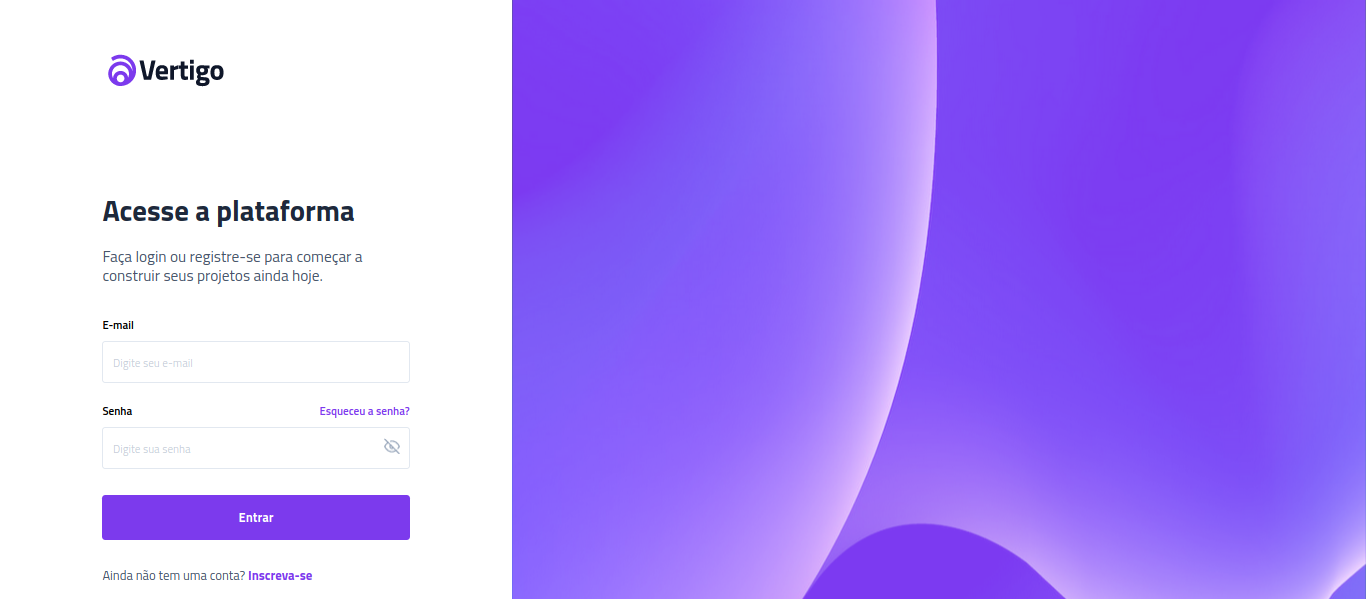 Vertigo
Acesse a plataforma
Faça login ou registre-se para começar a
construir seus projetos ainda hoje.
E-mail
Digite seu e-mail
Senha Esqueceu a senha?
Digite sua senha
Entrar
Ainda não tem uma conta? Inscreva-se